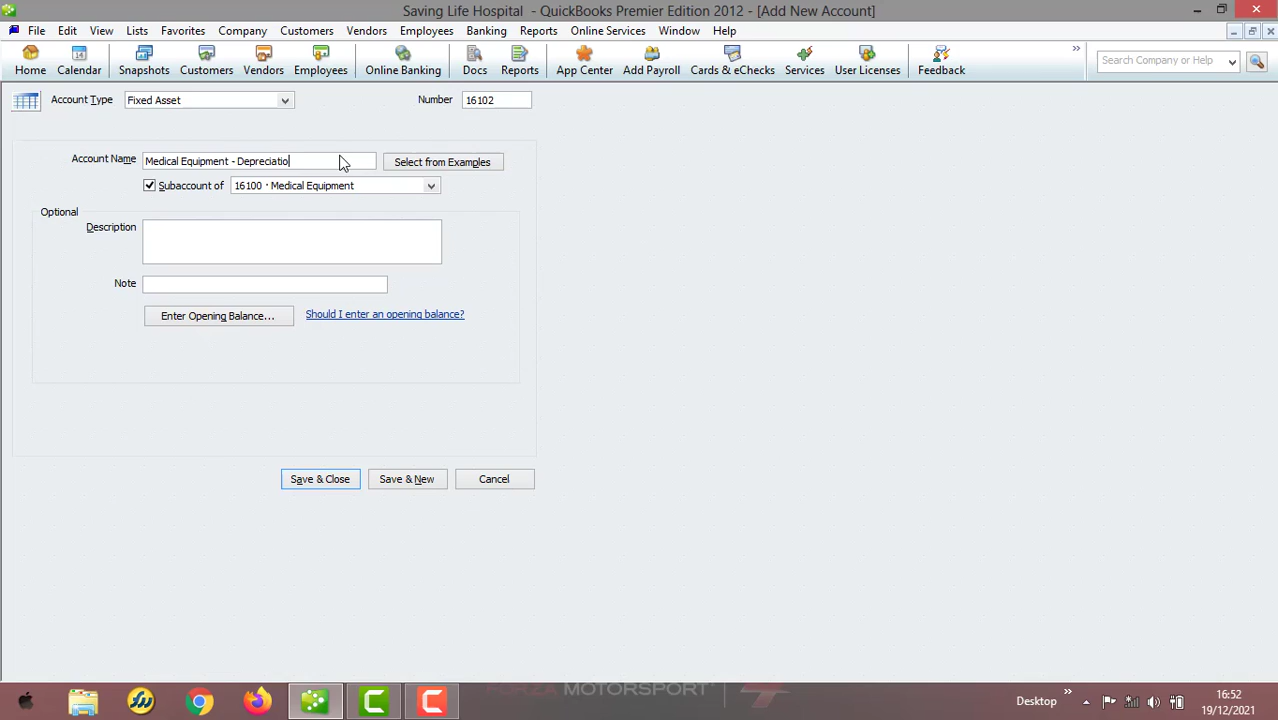 Saving Life Hospital - QuickBooks Premier Edition 2012 - [Add New Account]
File Edit View Lists Favorites Company Customers Vendors Employees Banking Reports Online Services Window Help
Home Calendar Snapshots Customers Vendors Employees Online Banking Docs Reports App Center Add Payroll Cards & eChecks Services User Licenses Feedback Search Company or Help
Account Type Fixed Asset Number 16102
Account Name Medical Equipment - Depreciatio Select from Examples
Subaccount of 16100 · Medical Equipment
Optional
Description
Note
Enter Opening Balance... Should I enter an opening balance?
Save & Close Save & New Cancel
FORZA MOTORSPORT
Desktop 16:52
19/12/2021